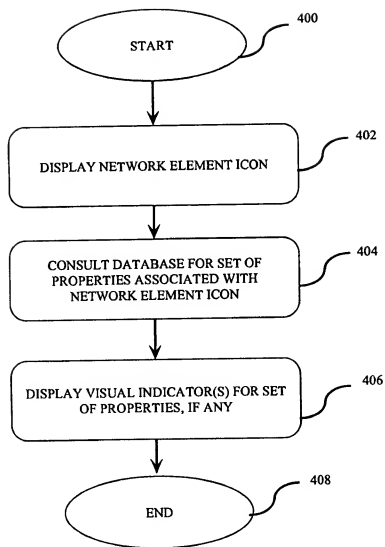 START
400
DISPLAY NETWORK ELEMENT ICON
402
CONSULT DATABASE FOR SET OF
PROPERTIES ASSOCIATED WITH
NETWORK ELEMENT ICON
404
DISPLAY VISUAL INDICATOR(S) FOR SET
OF PROPERTIES, IF ANY
406
END
408